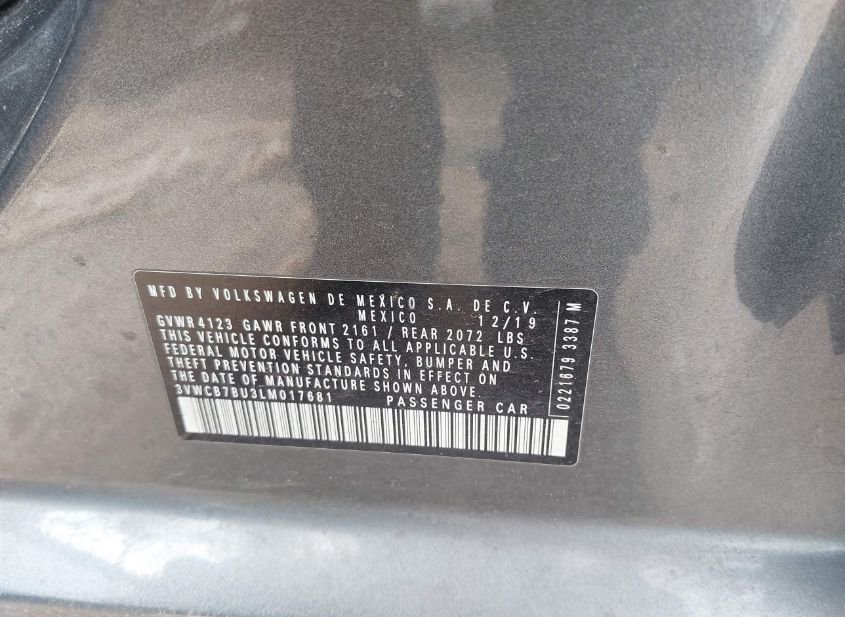 MFD BY VOLKSWAGEN DE MEXICO S.A. DE C.V.
MEXICO 12/19
GVWR 4123 GAWR FRONT 2161 / REAR 2072 LBS
THIS VEHICLE CONFORMS TO ALL APPLICABLE U.S.
FEDERAL MOTOR VEHICLE SAFETY, BUMPER AND
THEFT PREVENTION STANDARDS IN EFFECT ON
THE DATE OF MANUFACTURE SHOWN ABOVE.
3VWCB7BU3LM017681 PASSENGER CAR
0221679 3387 M